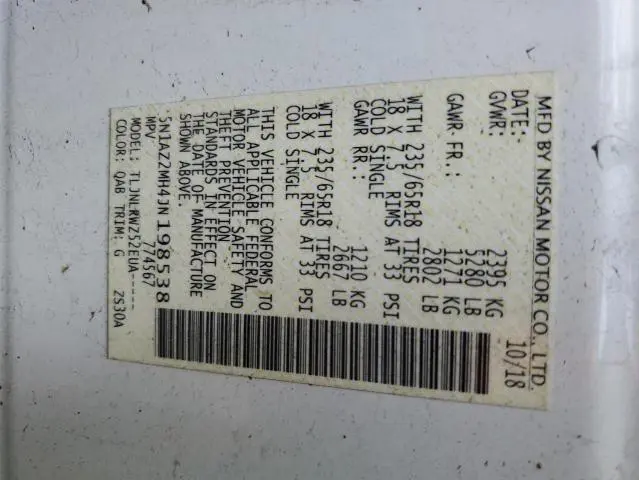 MFD BY NISSAN MOTOR CO., LTD.
DATE: 10/18
GVWR: 2395 KG
5280 LB
GAWR FR.: 1271 KG
2802 LB
WITH 235/65R18 TIRES
18 X 7.5 RIMS AT 33 PSI
COLD SINGLE
GAWR RR.: 1210 KG
2667 LB
WITH 235/65R18 TIRES
18 X 7.5 RIMS AT 33 PSI
COLD SINGLE
THIS VEHICLE CONFORMS TO
ALL APPLICABLE FEDERAL
MOTOR VEHICLE SAFETY AND
THEFT PREVENTION
STANDARDS IN EFFECT ON
THE DATE OF MANUFACTURE
SHOWN ABOVE.
5N1AZ2MH4JN198538
MPV 774567
MODEL: TLJNLRWZ52EUA-----
COLOR: QAB TRIM: G 2S30A